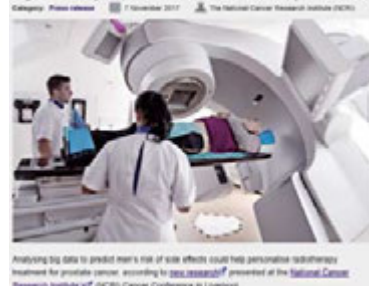 Category: Press release 7 November 2017 The National Cancer Research Institute (NCRI)
Analysing big data to predict men's risk of side effects could help personalise radiotherapy
treatment for prostate cancer, according to new research presented at the National Cancer
Research Institute's (NCRI) Cancer Conference in Liverpool.